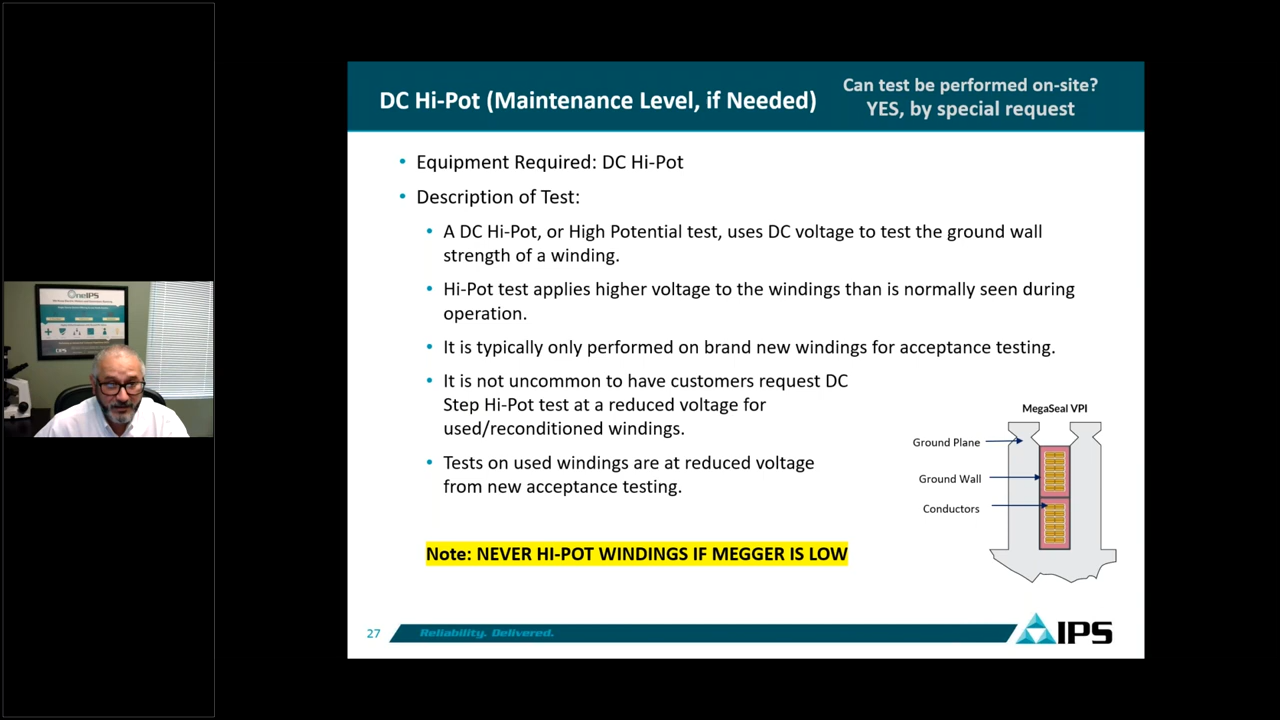 DC Hi-Pot (Maintenance Level, if Needed)
Can test be performed on-site?
YES, by special request
• Equipment Required: DC Hi-Pot
• Description of Test:
• A DC Hi-Pot, or High Potential test, uses DC voltage to test the ground wall
strength of a winding.
• Hi-Pot test applies higher voltage to the windings than is normally seen during
operation.
• It is typically only performed on brand new windings for acceptance testing.
• It is not uncommon to have customers request DC
Step Hi-Pot test at a reduced voltage for
used/reconditioned windings.
• Tests on used windings are at reduced voltage
from new acceptance testing.
Note: NEVER HI-POT WINDINGS IF MEGGER IS LOW
MegaSeal VPI
Ground Plane
Ground Wall
Conductors
27
Reliability. Delivered.
IPS
OneIPS
IPS